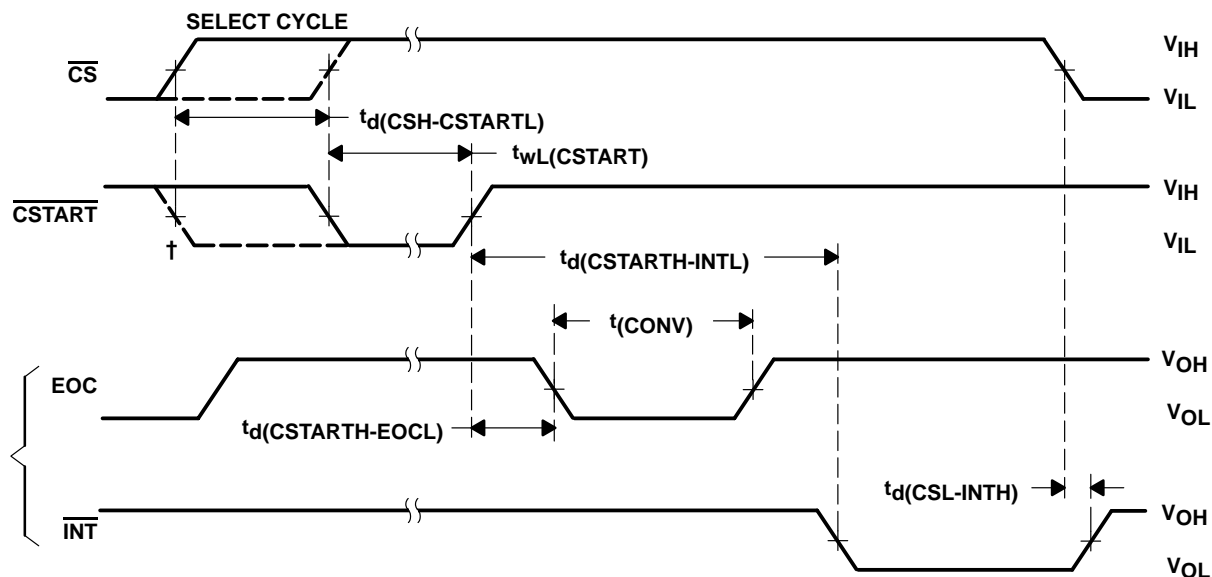 SELECT CYCLE
CS
VIH
VIL
td(CSH-CSTARTL)
twL(CSTART)
CSTART
†
VIH
VIL
td(CSTARTH-INTL)
t(CONV)
EOC
VOH
VOL
td(CSTARTH-EOCL)
td(CSL-INTH)
INT
VOH
VOL